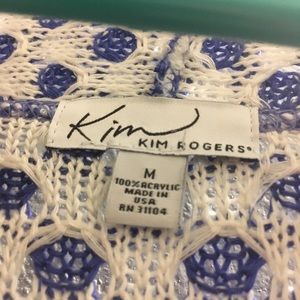 Kim
KIM ROGERS®
M
100% ACRYLIC
MADE IN
USA
RN 31104